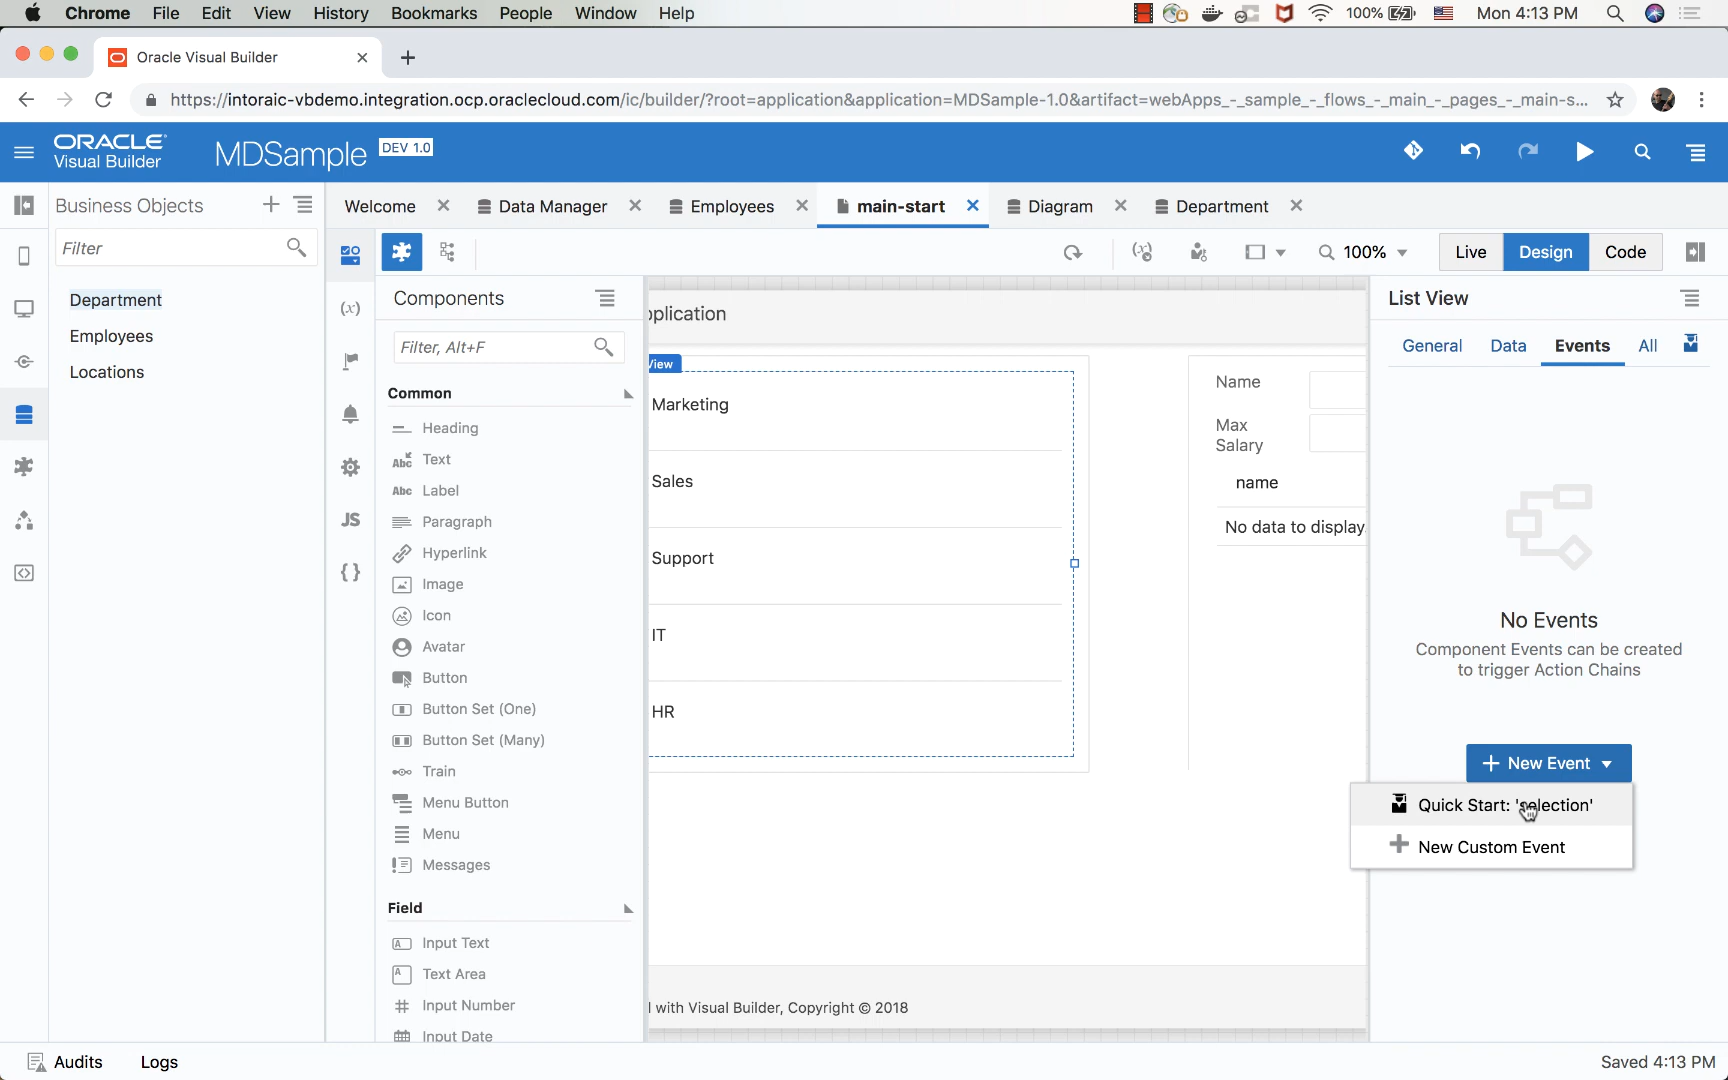 Chrome File Edit View History Bookmarks People Window Help 100% Mon 4:13 PM
Oracle Visual Builder
https://intoraic-vbdemo.integration.ocp.oraclecloud.com/ic/builder/?root=application&application=MDSample-1.0&artifact=webApps_-_sample_-_flows_-_main_-_pages_-_main-s...
ORACLE
Visual Builder
MDSample DEV 1.0
Business Objects
Welcome Data Manager Employees main-start Diagram Department
Filter
100% Live Design Code
Department
Employees
Locations
(x)
JS
{ }
Components
Filter, Alt+F
Common
Heading
Abc Text
Abc Label
Paragraph
Hyperlink
Image
Icon
Avatar
Button
Button Set (One)
Button Set (Many)
Train
Menu Button
Menu
Messages
Field
Input Text
Text Area
Input Number
Input Date
pplication
View
Marketing
Sales
Support
IT
HR
Name
Max
Salary
name
No data to display.
with Visual Builder, Copyright © 2018
List View
General Data Events All
No Events
Component Events can be created
to trigger Action Chains
New Event
Quick Start: 'selection'
New Custom Event
Audits Logs
Saved 4:13 PM